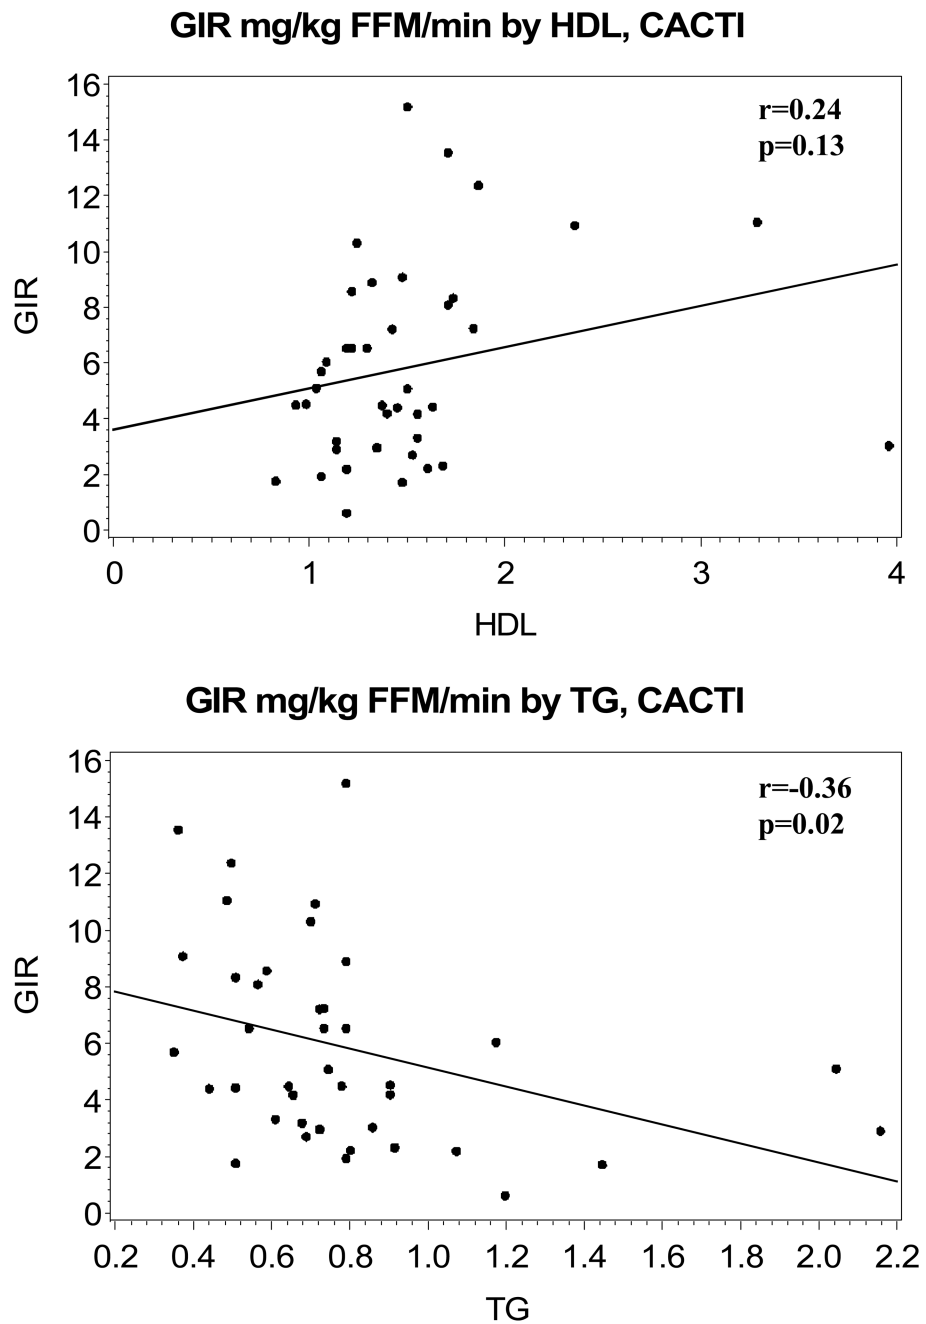 GIR mg/kg FFM/min by HDL, CACTI
r=0.24
p=0.13
16
14
12
10
8
6
4
2
0
GIR
0 1 2 3 4
HDL
GIR mg/kg FFM/min by TG, CACTI
r=-0.36
p=0.02
16
14
12
10
8
6
4
2
0
GIR
0.2 0.4 0.6 0.8 1.0 1.2 1.4 1.6 1.8 2.0 2.2
TG